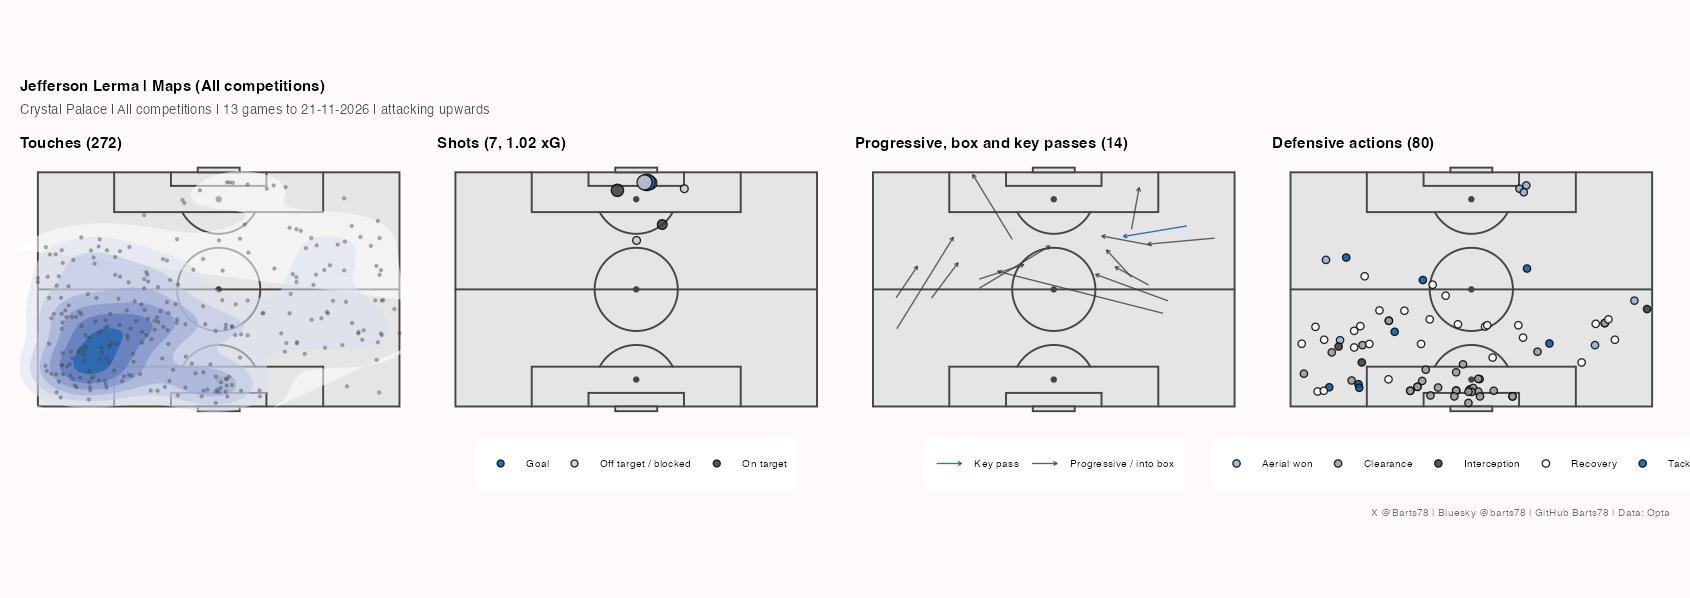 Jefferson Lerma | Maps (All competitions)
Crystal Palace | All competitions | 13 games to 21-11-2026 | attacking upwards
Touches (272)
Shots (7, 1.02 xG)
Progressive, box and key passes (14)
Defensive actions (80)
Goal
Off target / blocked
On target
Key pass
Progressive / into box
Aerial won
Clearance
Interception
Recovery
Tack
X @Barts78 | Bluesky @barts78 | GitHub Barts78 | Data: Opta